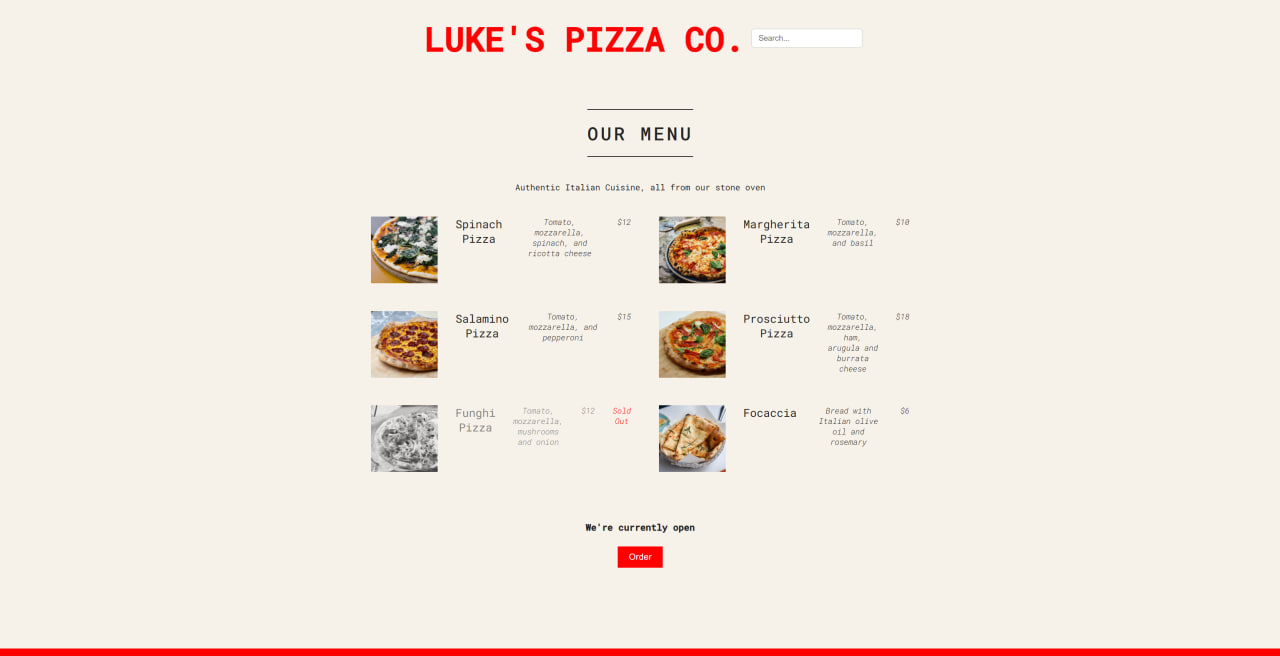 LUKE'S PIZZA CO.
Search...
OUR MENU
Authentic Italian Cuisine, all from our stone oven
Spinach
Pizza
Tomato,
mozzarella,
spinach, and
ricotta cheese
$12
Margherita
Pizza
Tomato,
mozzarella,
and basil
$10
Salamino
Pizza
Tomato,
mozzarella, and
pepperoni
$15
Prosciutto
Pizza
Tomato,
mozzarella,
ham,
arugula and
burrata
cheese
$18
Funghi
Pizza
Tomato,
mozzarella,
mushrooms
and onion
$12
Sold
Out
Focaccia
Bread with
Italian olive
oil and
rosemary
$6
We're currently open
Order